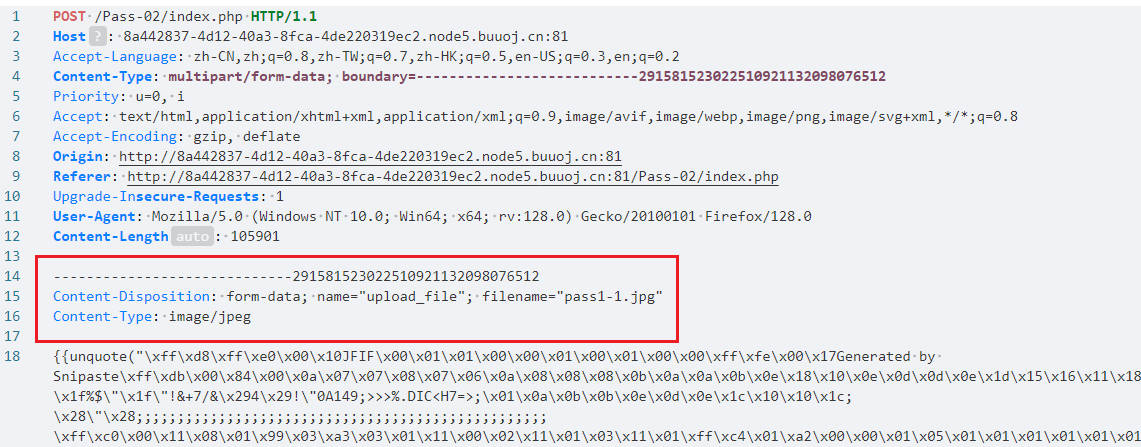 1 POST /Pass-02/index.php HTTP/1.1
2 Host ? : 8a442837-4d12-40a3-8fca-4de220319ec2.node5.buuoj.cn:81
3 Accept-Language: zh-CN,zh;q=0.8,zh-TW;q=0.7,zh-HK;q=0.5,en-US;q=0.3,en;q=0.2
4 Content-Type: multipart/form-data; boundary=---------------------------2915815230225109211320980765​12
5 Priority: u=0, i
6 Accept: text/html,application/xhtml+xml,application/xml;q=0.9,image/avif,image/webp,image/png,image/svg+xml,*/*;q=0.8
7 Accept-Encoding: gzip, deflate
8 Origin: http://8a442837-4d12-40a3-8fca-4de220319ec2.node5.buuoj.cn:81
9 Referer: http://8a442837-4d12-40a3-8fca-4de220319ec2.node5.buuoj.cn:81/Pass-02/index.php
10 Upgrade-Insecure-Requests: 1
11 User-Agent: Mozilla/5.0 (Windows NT 10.0; Win64; x64; rv:128.0) Gecko/20100101 Firefox/128.0
12 Content-Length auto : 105901
13
14 -----------------------------291581523022510921132098076512
15 Content-Disposition: form-data; name="upload_file"; filename="pass1-1.jpg"
16 Content-Type: image/jpeg
17
18 {{unquote("\xff\xd8\xff\xe0\x00\x10JFIF\x00\x01\x01\x00\x00\x01\x00\x01\x00\x00\xff\xfe\x00\x17Generated by
Snipaste\xff\xdb\x00\x84\x00\x0a\x07\x07\x08\x07\x06\x0a\x08\x08\x08\x0b\x0a\x0a\x0b\x0e\x18\x10\x0e\x0d\x0d\x0e\x1d\x15\x16\x11\x18
\x1f%$\"\x1f\"!&+7/&\x294\x29!\"0A149;>>>%.DIC<H7=>;\x01\x0a\x0b\x0b\x0e\x0d\x0e\x1c\x10\x10\x1c;
\x28\"\x28;;;;;;;;;;;;;;;;;;;;;;;;;;;;;;;;;;;;;;;;;;;;;;;;;;
\xff\xc0\x00\x11\x08\x01\x99\x03\xa3\x03\x01\x11\x00\x02\x11\x01\x03\x11\x01\xff\xc4\x01\xa2\x00\x00\x01\x05\x01\x01\x01\x01\x01\x01